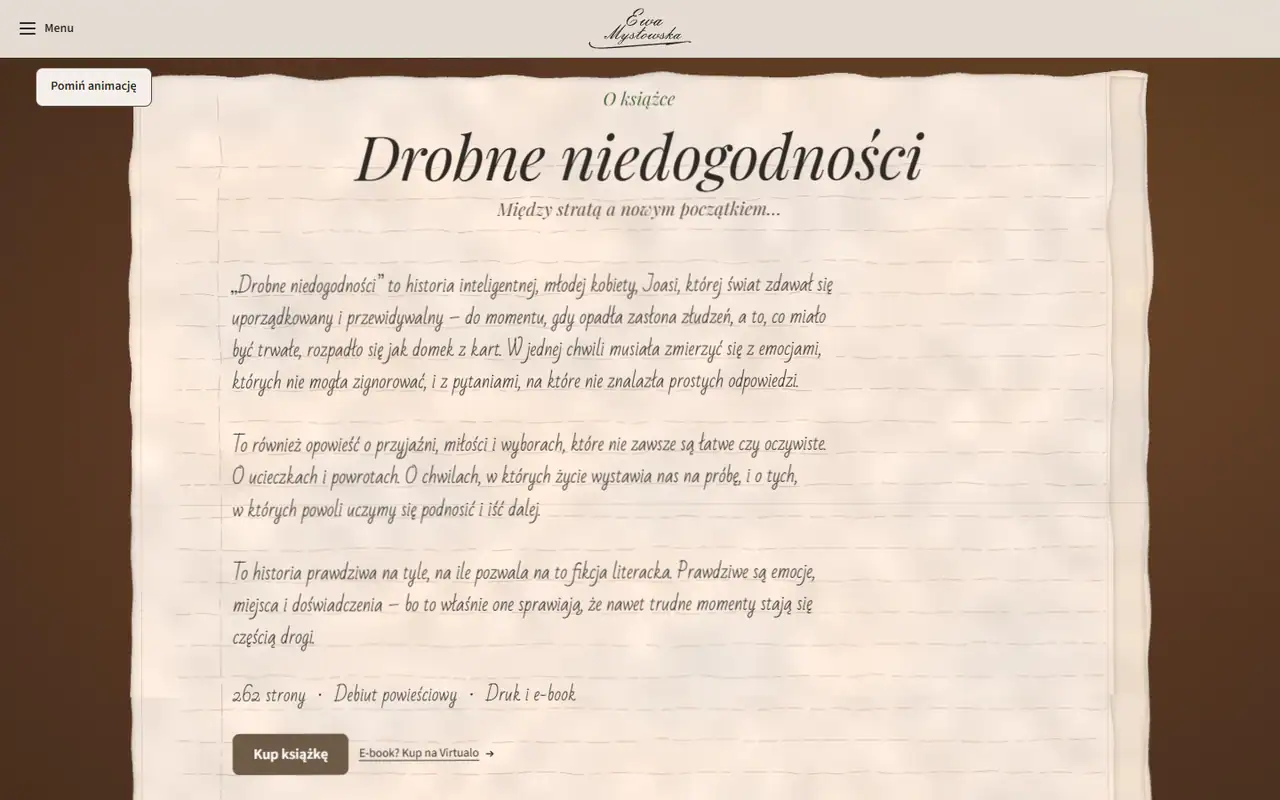 Menu
Ewa
Mysłowska
Pomiń animację
O książce
Drobne niedogodności
Między stratą a nowym początkiem...
„Drobne niedogodności” to historia inteligentnej, młodej kobiety, Joasi, której świat zdawał się
uporządkowany i przewidywalny – do momentu, gdy opadła zasłona złudzeń, a to, co miało
być trwałe, rozpadło się jak domek z kart. W jednej chwili musiała zmierzyć się z emocjami,
których nie mogła zignorować, i z pytaniami, na które nie znalazła prostych odpowiedzi.
To również opowieść o przyjaźni, miłości i wyborach, które nie zawsze są łatwe czy oczywiste.
O ucieczkach i powrotach. O chwilach, w których życie wystawia nas na próbę, i o tych,
w których powoli uczymy się podnosić i iść dalej.
To historia prawdziwa na tyle, na ile pozwala na to fikcja literacka. Prawdziwe są emocje,
miejsca i doświadczenia – bo to właśnie one sprawiają, że nawet trudne momenty stają się
częścią drogi.
262 strony · Debiut powieściowy · Druk i e-book
Kup książkę E-book? Kup na Virtualo →